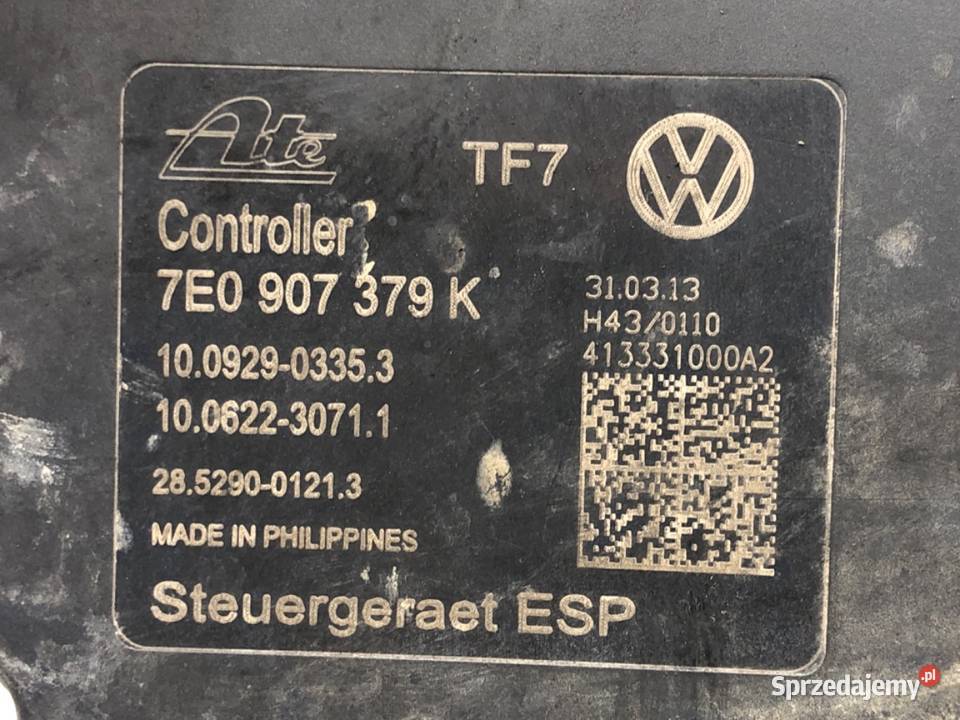 Ate TF7
Controller
7E0 907 379 K
10.0929-0335.3
10.0622-3071.1
28.5290-0121.3
MADE IN PHILIPPINES
Steuergeraet ESP
31.03.13
H43/0110
413331000A2
Sprzedajemy.pl